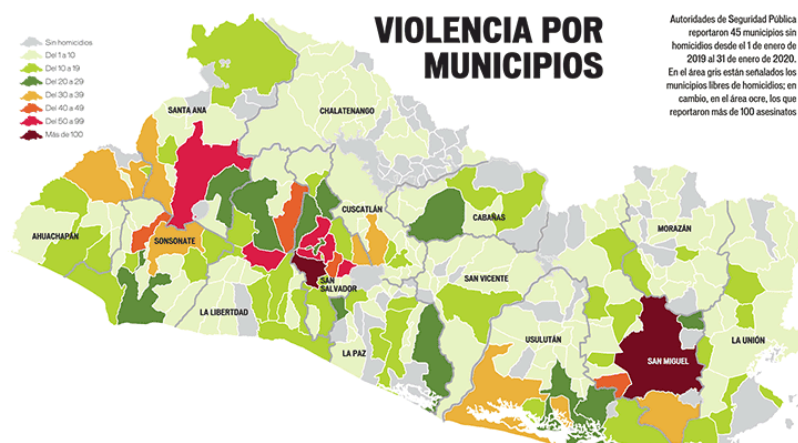 VIOLENCIA POR
MUNICIPIOS
Autoridades de Seguridad Pública
reportaron 45 municipios sin
homicidios desde el 1 de enero de
2019 al 31 de enero de 2020.
En el área gris están señalados los
municipios libres de homicidios; en
cambio, en el área ocre, los que
reportaron más de 100 asesinatos
Sin homicidios
Del 1 a 10
Del 10 a 19
Del 20 a 29
Del 30 a 39
Del 40 a 49
Del 50 a 99
Más de 100
SANTA ANA
CHALATENANGO
CUSCATLÁN
CABAÑAS
MORAZÁN
AHUACHAPÁN
SONSONATE
SAN VICENTE
SAN
SALVADOR
LA LIBERTDAD
USULUTÁN
LA UNIÓN
LA PAZ
SAN MIGUEL